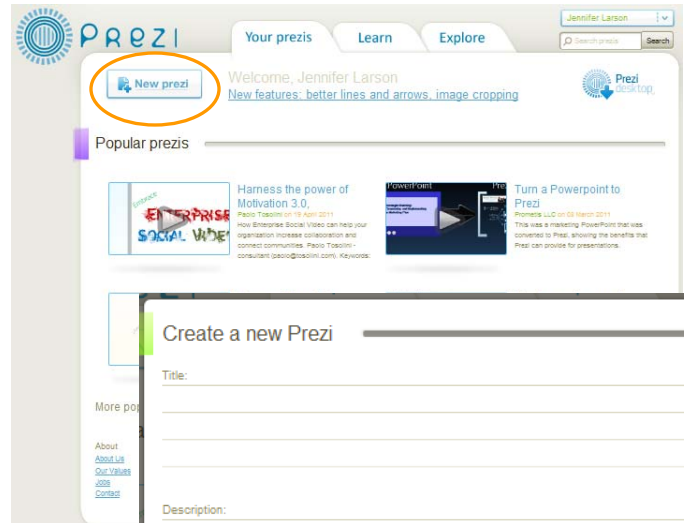 PREZI
Your prezis
Learn
Explore
Jennifer Larson
Search prezis
Search
New prezi
Welcome, Jennifer Larson
New features: better lines and arrows, image cropping
Prezi
desktop
Popular prezis
Embrace
ENTERPRISE
SOCIAL VIDE
Harness the power of
Motivation 3.0,
Paolo Tosolini on 19 April 2011
How Enterprise Social Video can help your
organization increase collaboration and
connect communities. Paolo Tosolini -
consultant (paolo@tosolini.com). Keywords:
PowerPoint
Pre
Turn a Powerpoint to
Prezi
Prometis LLC on 03 March 2011
This was a marketing PowerPoint that was
converted to Prezi, showing the benefits that
Prezi can provide for presentations.
Create a new Prezi
Title:
Description:
More pop
About
About Us
Our Values
Jobs
Contact